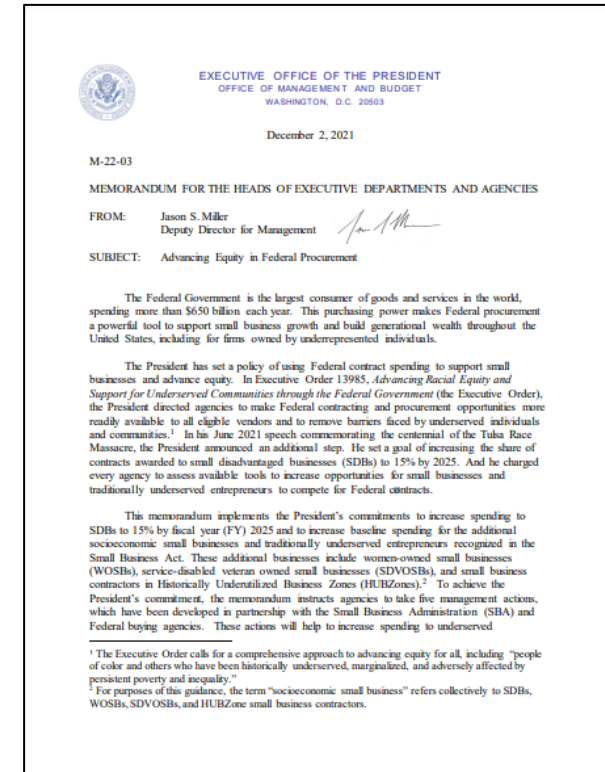 EXECUTIVE OFFICE OF THE PRESIDENT
OFFICE OF MANAGEMENT AND BUDGET
WASHINGTON, D.C. 20503
December 2, 2021
M-22-03
MEMORANDUM FOR THE HEADS OF EXECUTIVE DEPARTMENTS AND AGENCIES
FROM: Jason S. Miller
Deputy Director for Management
SUBJECT: Advancing Equity in Federal Procurement
The Federal Government is the largest consumer of goods and services in the world,
spending more than $650 billion each year. This purchasing power makes Federal procurement
a powerful tool to support small business growth and build generational wealth throughout the
United States, including for firms owned by underrepresented individuals.
The President has set a policy of using Federal contract spending to support small
businesses and advance equity. In Executive Order 13985, Advancing Racial Equity and
Support for Underserved Communities through the Federal Government (the Executive Order),
the President directed agencies to make Federal contracting and procurement opportunities more
readily available to all eligible vendors and to remove barriers faced by underserved individuals
and communities.¹ In his June 2021 speech commemorating the centennial of the Tulsa Race
Massacre, the President announced an additional step. He set a goal of increasing the share of
contracts awarded to small disadvantaged businesses (SDBs) to 15% by 2025. And he charged
every agency to assess available tools to increase opportunities for small businesses and
traditionally underserved entrepreneurs to compete for Federal contracts.
This memorandum implements the President's commitments to increase spending to
SDBs to 15% by fiscal year (FY) 2025 and to increase baseline spending for the additional
socioeconomic small businesses and traditionally underserved entrepreneurs recognized in the
Small Business Act. These additional businesses include women-owned small businesses
(WOSBs), service-disabled veteran owned small businesses (SDVOSBs), and small business
contractors in Historically Underutilized Business Zones (HUBZones).² To achieve the
President's commitment, the memorandum instructs agencies to take five management actions,
which have been developed in partnership with the Small Business Administration (SBA) and
Federal buying agencies. These actions will help to increase spending to underserved
¹ The Executive Order calls for a comprehensive approach to advancing equity for all, including "people
of color and others who have been historically underserved, marginalized, and adversely affected by
persistent poverty and inequality."
² For purposes of this guidance, the term "socioeconomic small business" refers collectively to SDBs,
WOSBs, SDVOSBs, and HUBZone small business contractors.